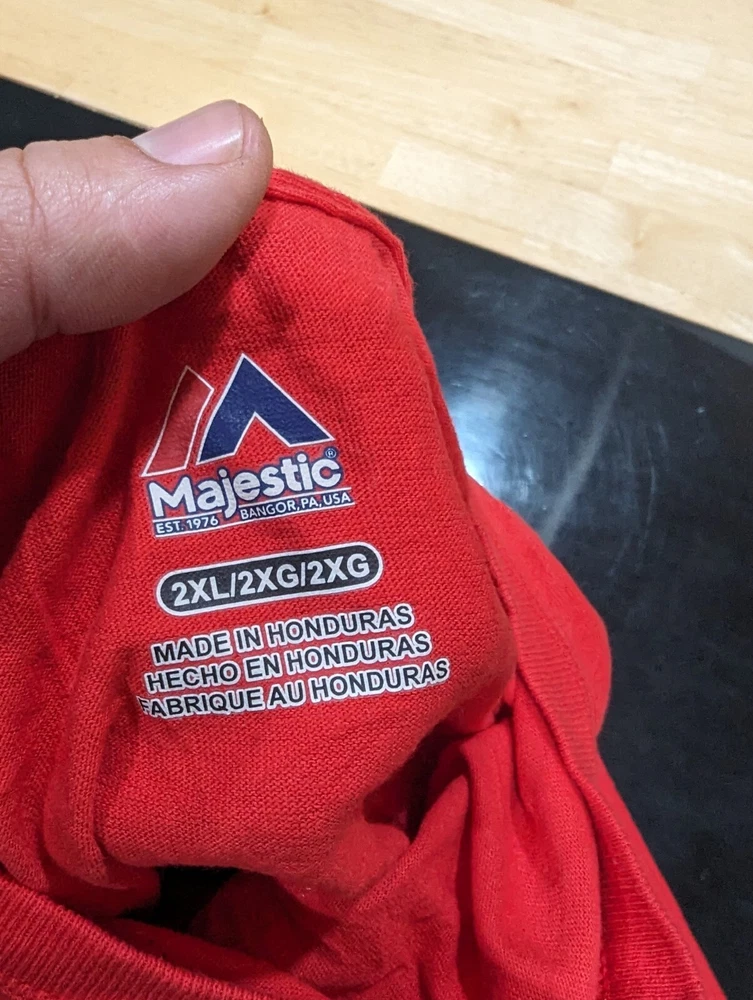 Majestic®
EST. 1976 BANGOR, PA, USA
2XL/2XG/2XG
MADE IN HONDURAS
HECHO EN HONDURAS
FABRIQUE AU HONDURAS